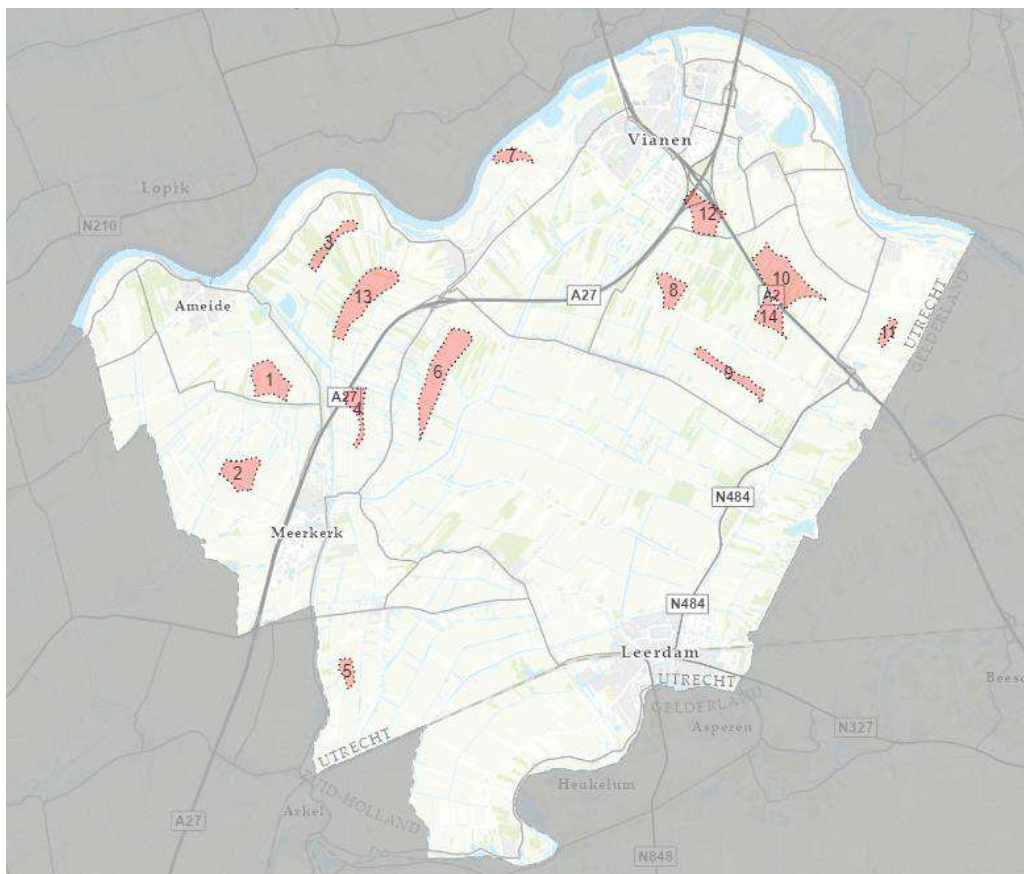 Vianen
7
Lopik
N210
12
3
10
UTRECHT
GELDERLAND
13
8
A2
A27
Ameide
14
11
6
9
1
A27
4
2
N484
Meerkerk
N484
Leerdam
5
UTRECHT
GELDERLAND
Asperen
UTRECHT
N327
Heukelum
ZUID-HOLLAND
Arkel
A27
N848